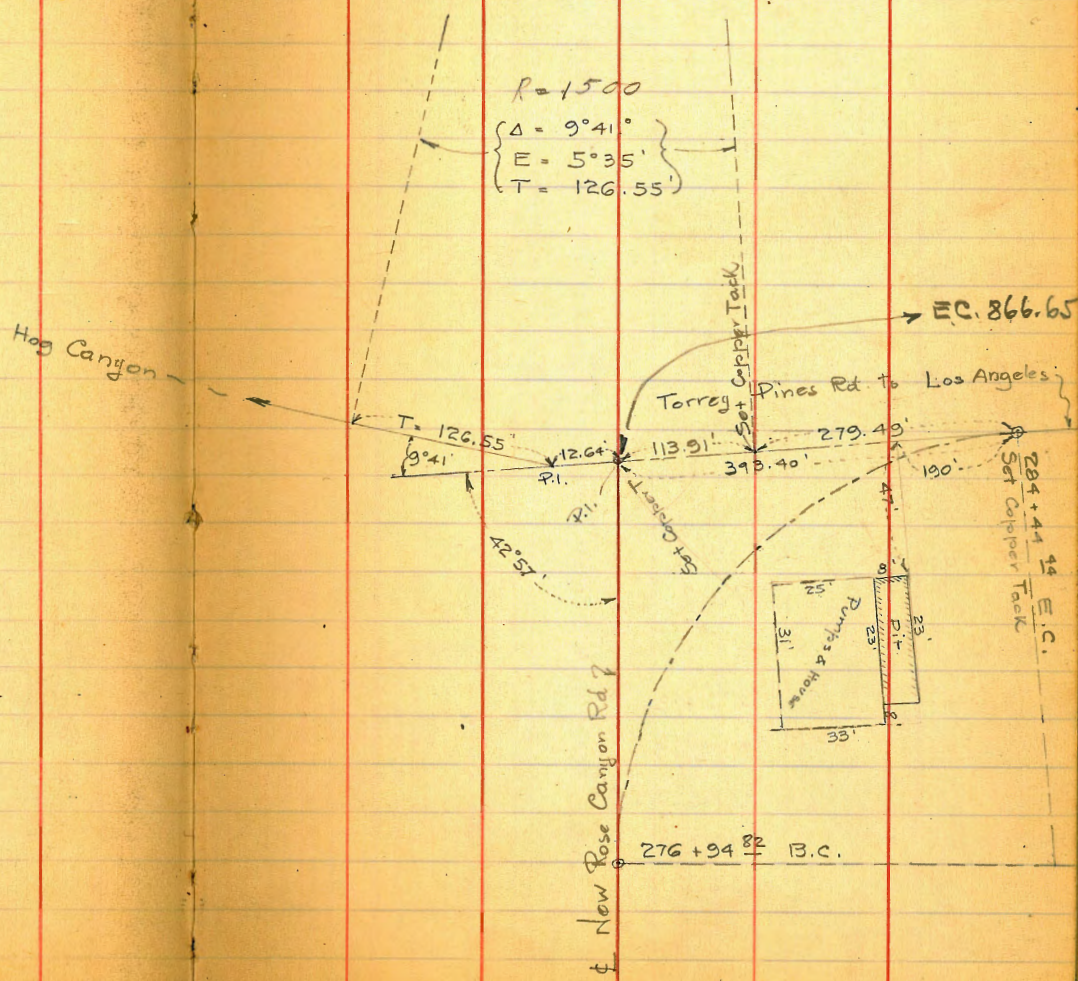 R = 1500
Δ = 9°41'
E = 5°35'
T = 126.55'
Set Copper Tack
E.C. 866.65
Hog Canyon
Torrey Pines Rd to Los Angeles
T = 126.55'
9°41'
12.64'
113.91'
279.49'
393.40'
190'
P.I.
P.I.
Set Copper T
47'
284+44 44 E.C.
Set Copper Tack
42°57'
8
25'
31'
Pumps & House
23'
Pit
23'
8
33'
℄ New Rose Canyon Rd
276+94 82 B.C.